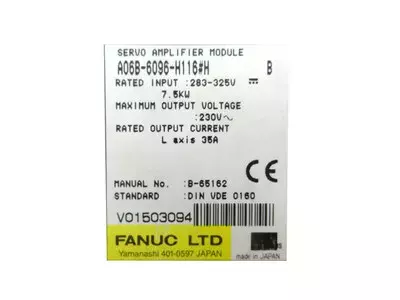 SERVO AMPLIFIER MODULE
A06B-6096-H116#H B
RATED INPUT :283-325V ⎓
7.5KW
MAXIMUM OUTPUT VOLTAGE
:230V～
RATED OUTPUT CURRENT
L axis 35A
CE
MANUAL No. :B-65162
STANDARD :DIN VDE 0160
V01503094
FANUC LTD
Yamanashi 401-0597 JAPAN
made in JAPAN